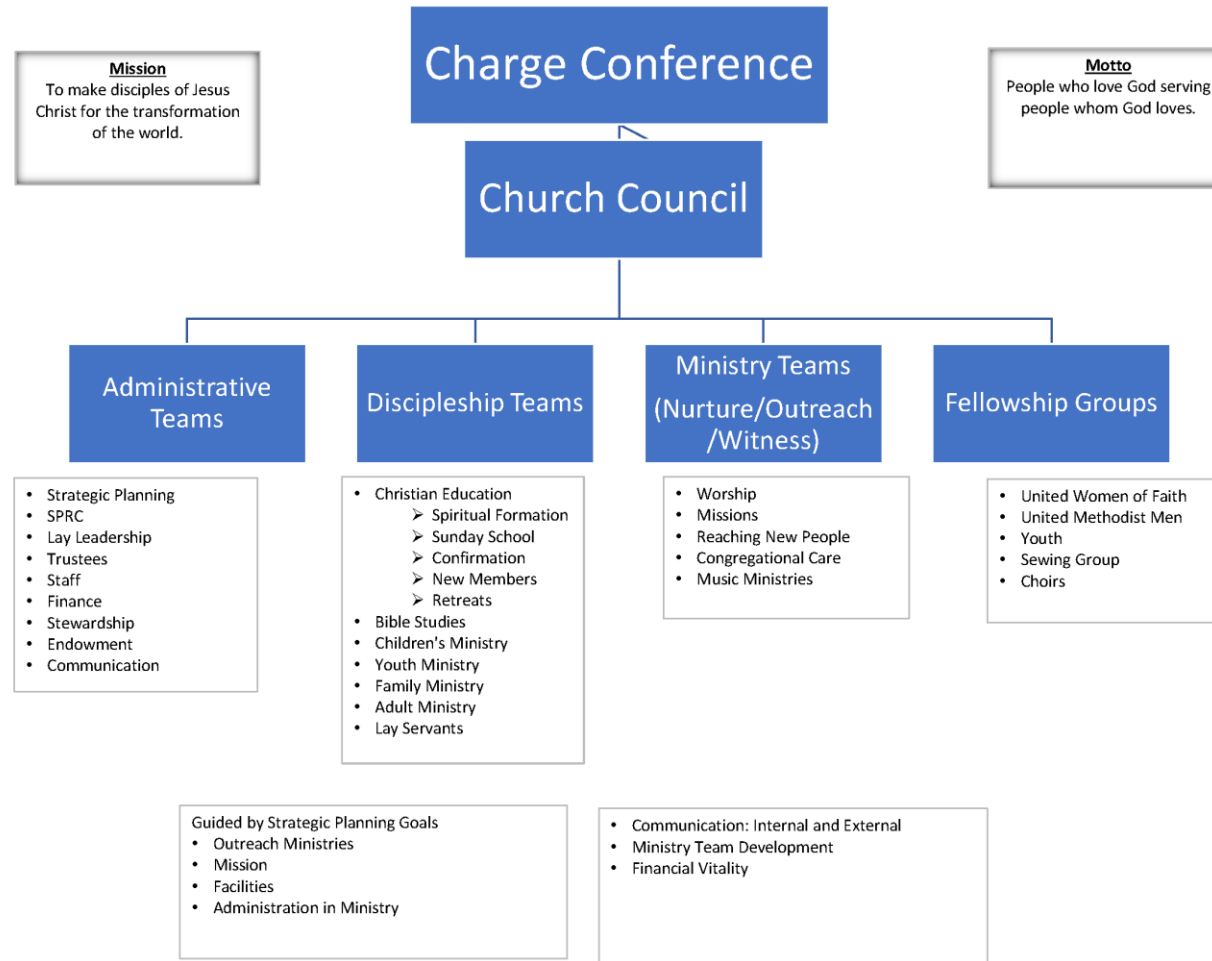 Charge Conference
Mission
To make disciples of Jesus
Christ for the transformation
of the world.
Motto
People who love God serving
people whom God loves.
Church Council
Administrative
Teams
Discipleship Teams
Ministry Teams
(Nurture/Outreach
/Witness)
Fellowship Groups
• Strategic Planning
• SPRC
• Lay Leadership
• Trustees
• Staff
• Finance
• Stewardship
• Endowment
• Communication
• Christian Education
➢ Spiritual Formation
➢ Sunday School
➢ Confirmation
➢ New Members
➢ Retreats
• Bible Studies
• Children's Ministry
• Youth Ministry
• Family Ministry
• Adult Ministry
• Lay Servants
• Worship
• Missions
• Reaching New People
• Congregational Care
• Music Ministries
• United Women of Faith
• United Methodist Men
• Youth
• Sewing Group
• Choirs
Guided by Strategic Planning Goals
• Outreach Ministries
• Mission
• Facilities
• Administration in Ministry
• Communication: Internal and External
• Ministry Team Development
• Financial Vitality